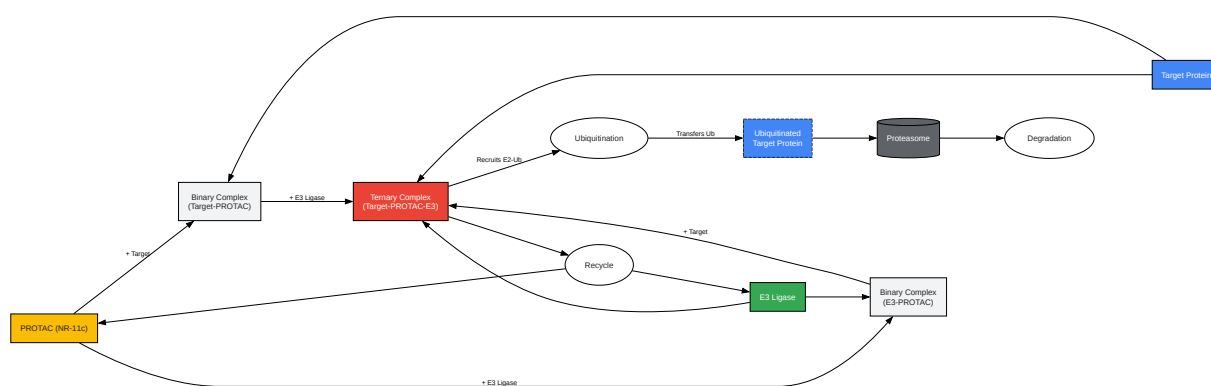 Target Protein
Ubiquitination
Transfers Ub
Ubiquitinated
Target Protein
Proteasome
Degradation
Recruits E2-Ub
Binary Complex
(Target-PROTAC)
+ E3 Ligase
Ternary Complex
(Target-PROTAC-E3)
+ Target
+ Target
Recycle
E3 Ligase
Binary Complex
(E3-PROTAC)
PROTAC (NR-11c)
+ E3 Ligase